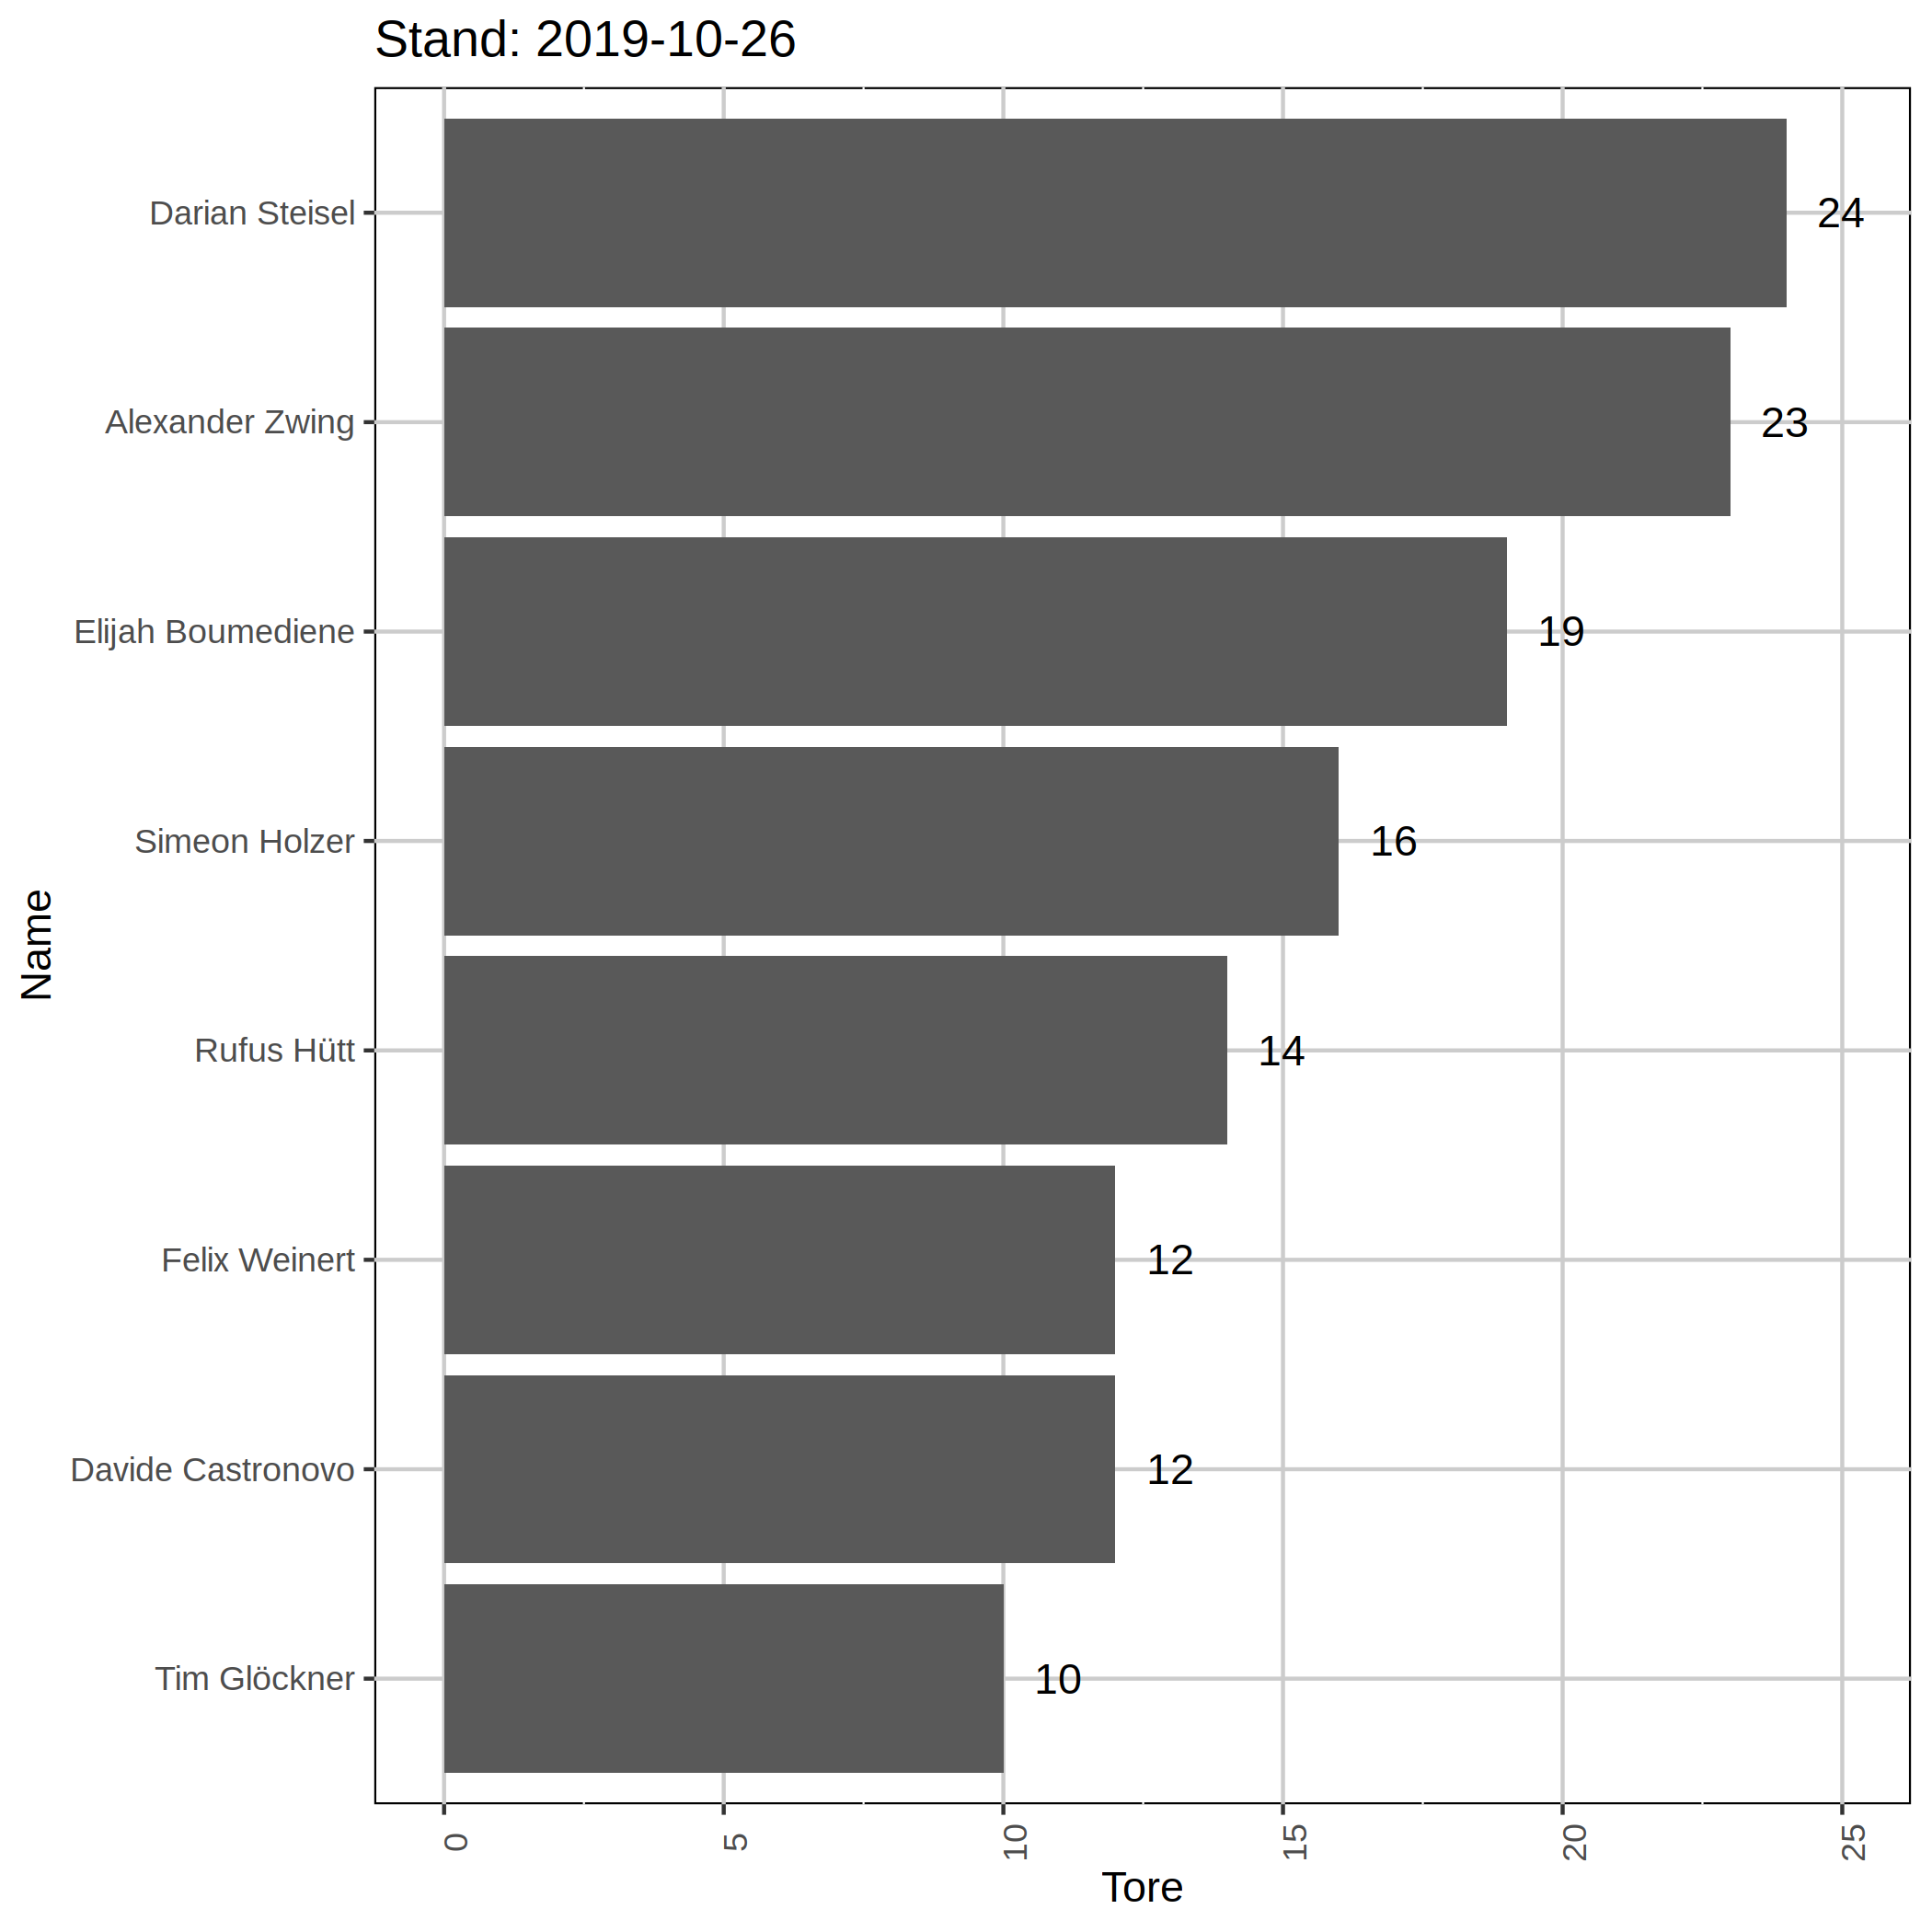 Stand: 2019-10-26
Darian Steisel 24
Alexander Zwing 23
Elijah Boumediene 19
Simeon Holzer 16
Rufus Hütt 14
Felix Weinert 12
Davide Castronovo 12
Tim Glöckner 10
Name
0 5 10 15 20 25
Tore